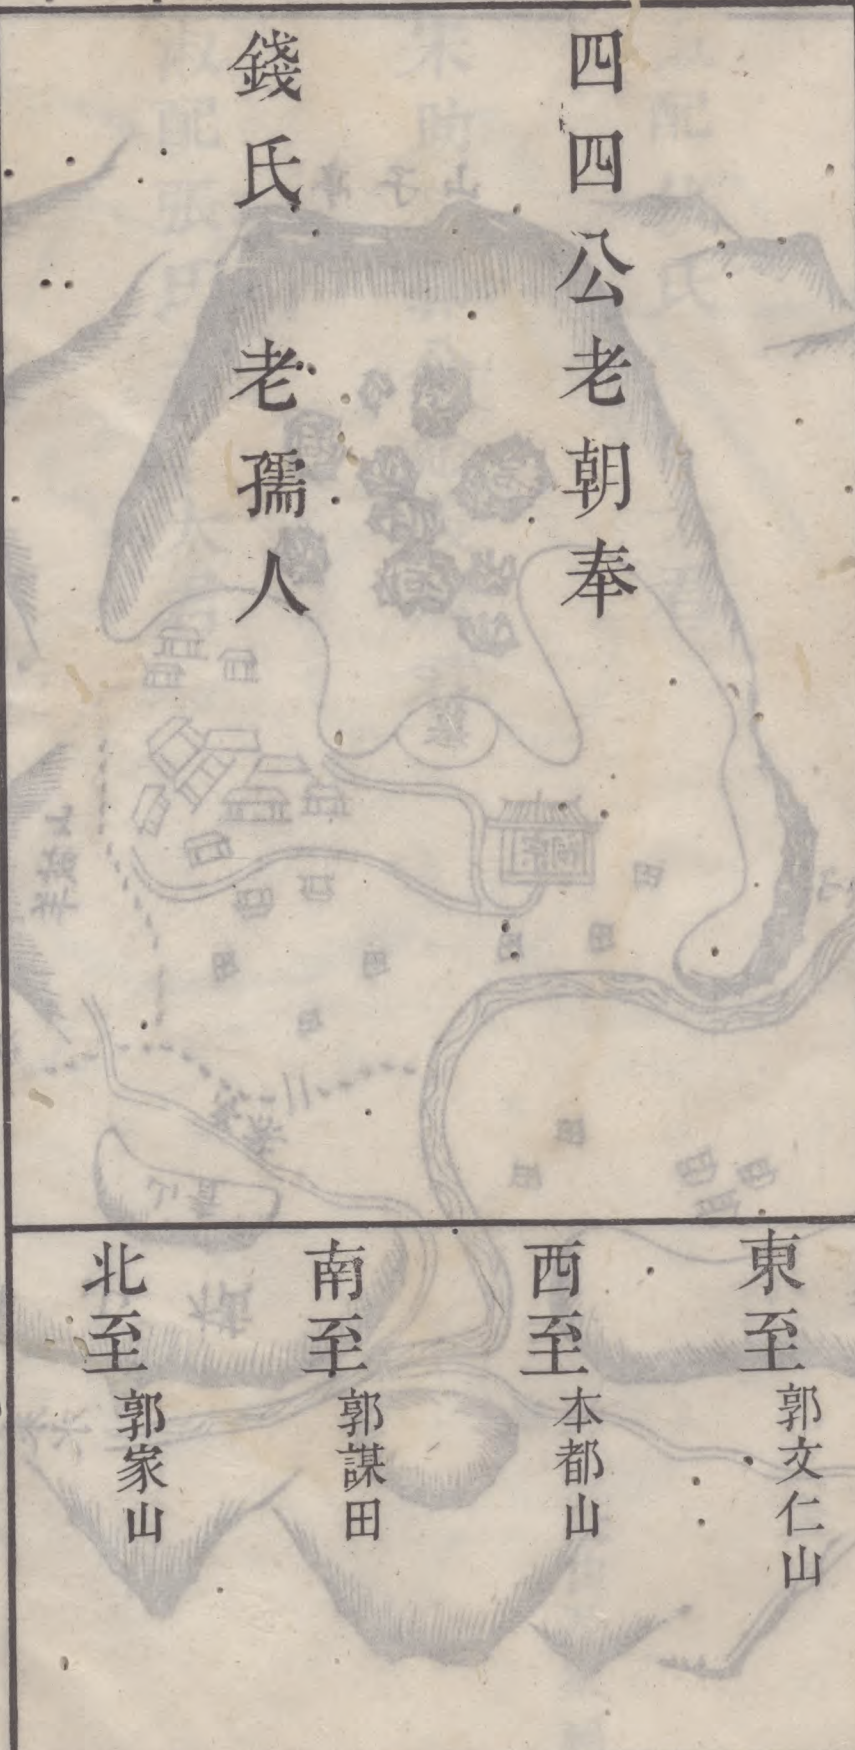 四四公老朝奉
錢氏老孺人
東至郭文仁山
西至本都山
南至郭謀田
北至郭家山